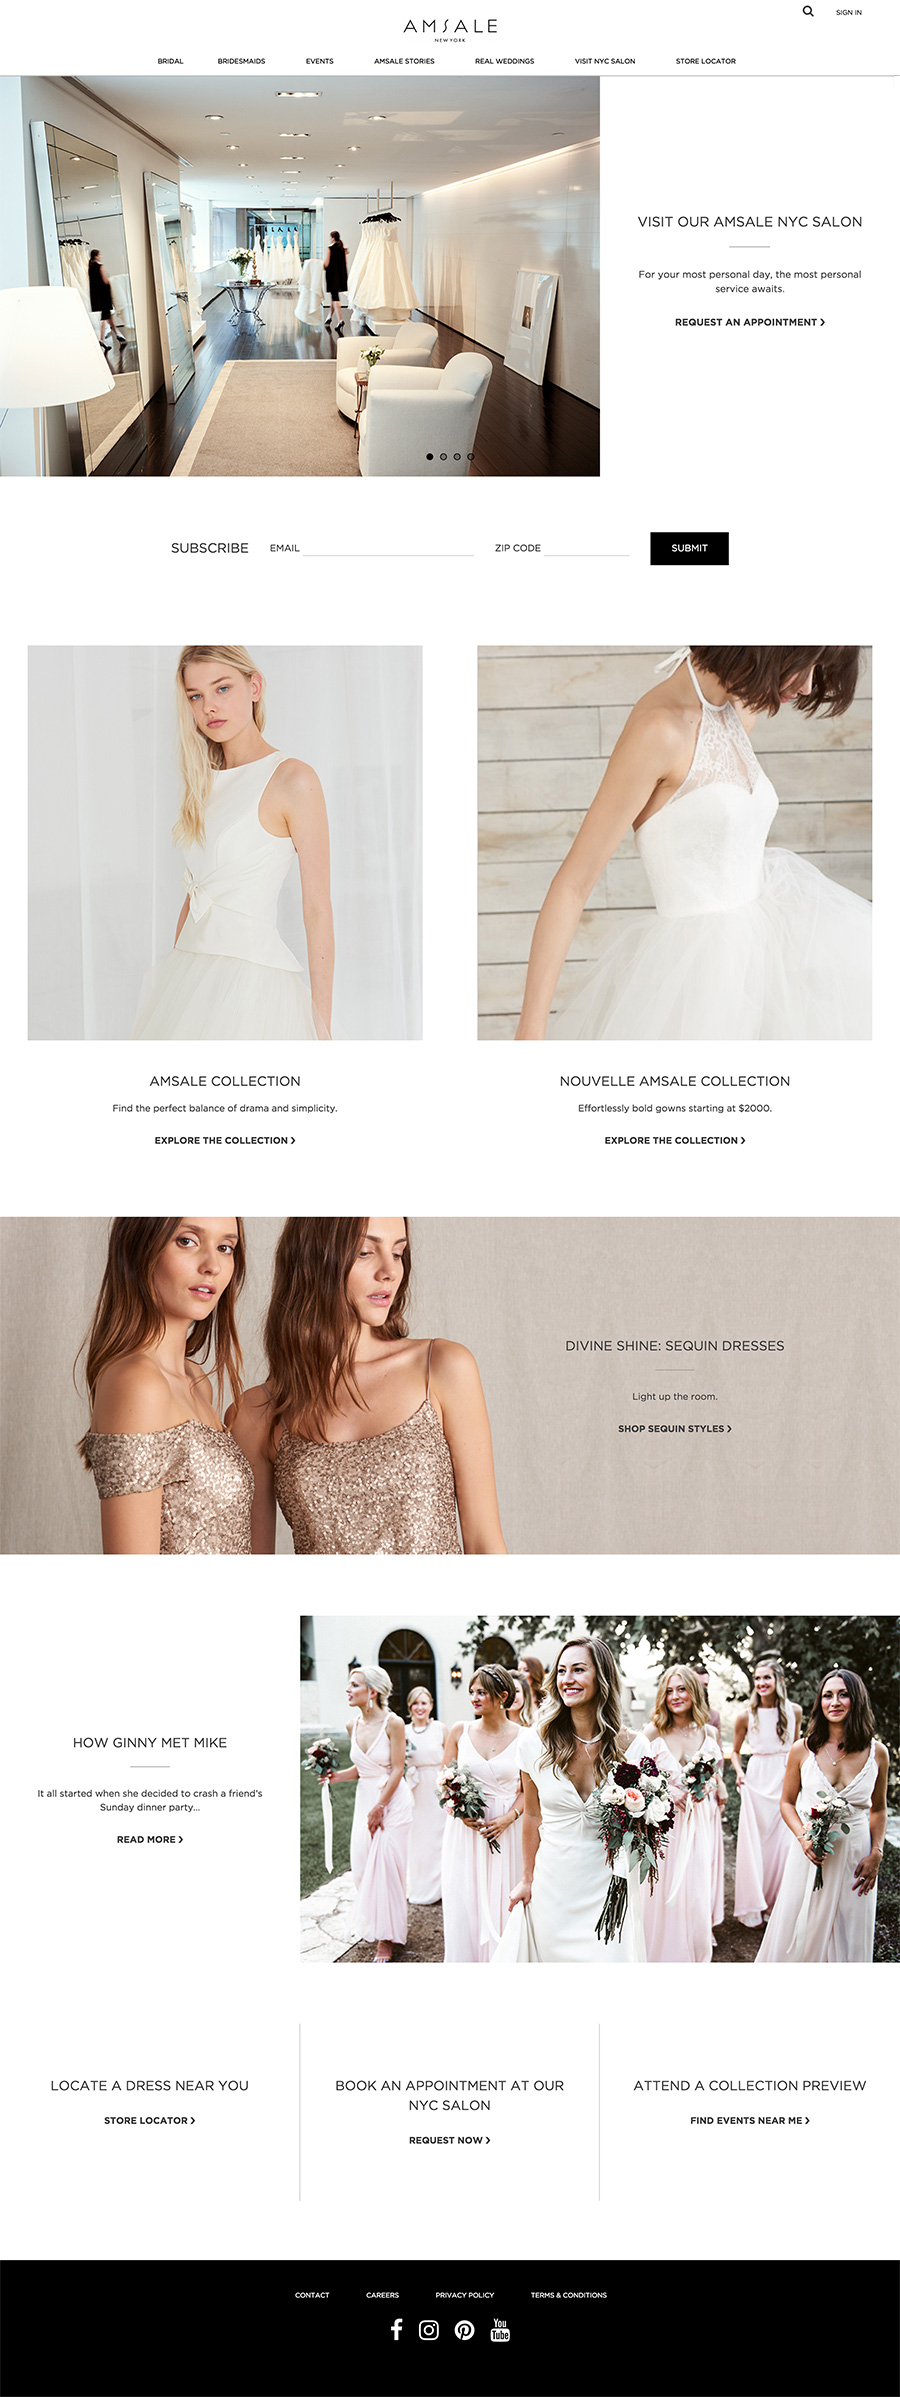 SIGN IN
AMSALE
NEW YORK
BRIDAL
BRIDESMAIDS
EVENTS
AMSALE STORIES
REAL WEDDINGS
VISIT NYC SALON
STORE LOCATOR
VISIT OUR AMSALE NYC SALON
For your most personal day, the most personal
service awaits.
REQUEST AN APPOINTMENT ›
SUBSCRIBE
EMAIL
ZIP CODE
SUBMIT
AMSALE COLLECTION
Find the perfect balance of drama and simplicity.
EXPLORE THE COLLECTION ›
NOUVELLE AMSALE COLLECTION
Effortlessly bold gowns starting at $2000.
EXPLORE THE COLLECTION ›
DIVINE SHINE: SEQUIN DRESSES
Light up the room.
SHOP SEQUIN STYLES ›
HOW GINNY MET MIKE
It all started when she decided to crash a friend's
Sunday dinner party...
READ MORE ›
LOCATE A DRESS NEAR YOU
STORE LOCATOR ›
BOOK AN APPOINTMENT AT OUR
NYC SALON
REQUEST NOW ›
ATTEND A COLLECTION PREVIEW
FIND EVENTS NEAR ME ›
CONTACT
CAREERS
PRIVACY POLICY
TERMS & CONDITIONS
You
Tube